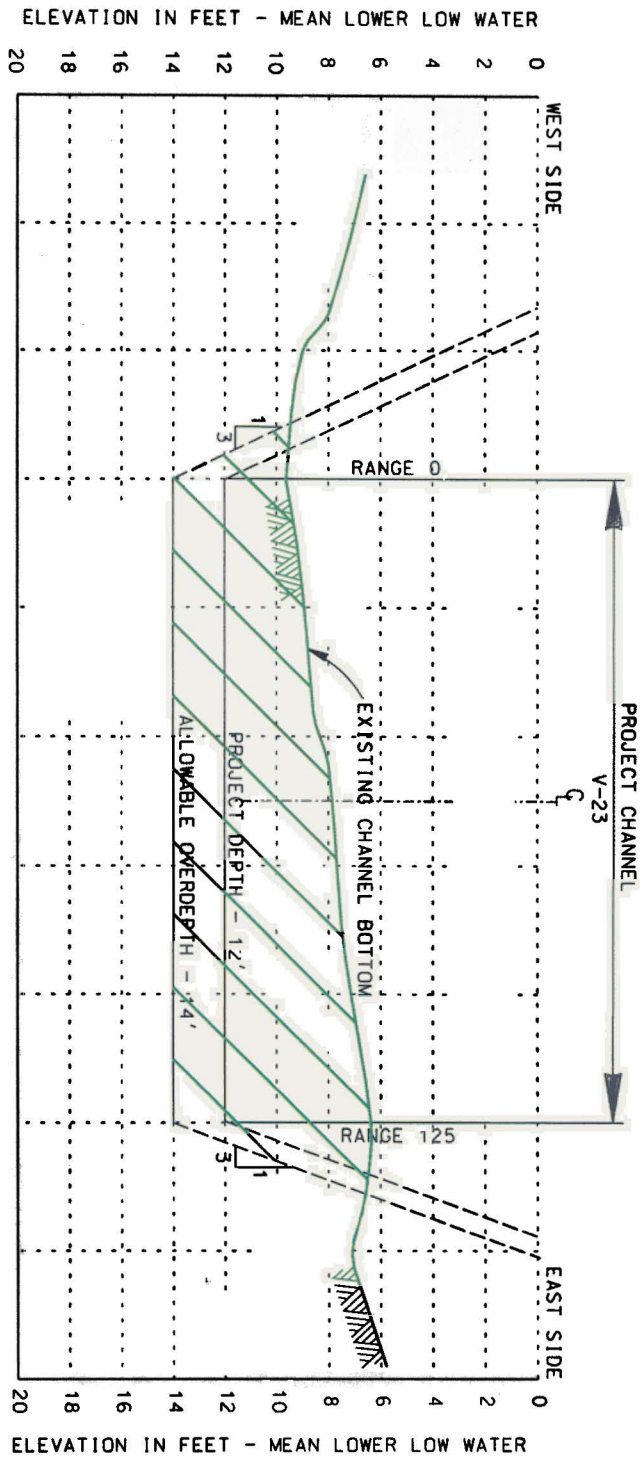 ELEVATION IN FEET - MEAN LOWER LOW WATER
20 18 16 14 12 10 8 6 4 2 0
WEST SIDE
1
3
RANGE 0
PROJECT CHANNEL
V-23
℄
EXISTING CHANNEL BOTTOM
PROJECT DEPTH - 12'
ALLOWABLE OVERDEPTH - 14'
RANGE 125
1
3
EAST SIDE
20 18 16 14 12 10 8 6 4 2 0
ELEVATION IN FEET - MEAN LOWER LOW WATER